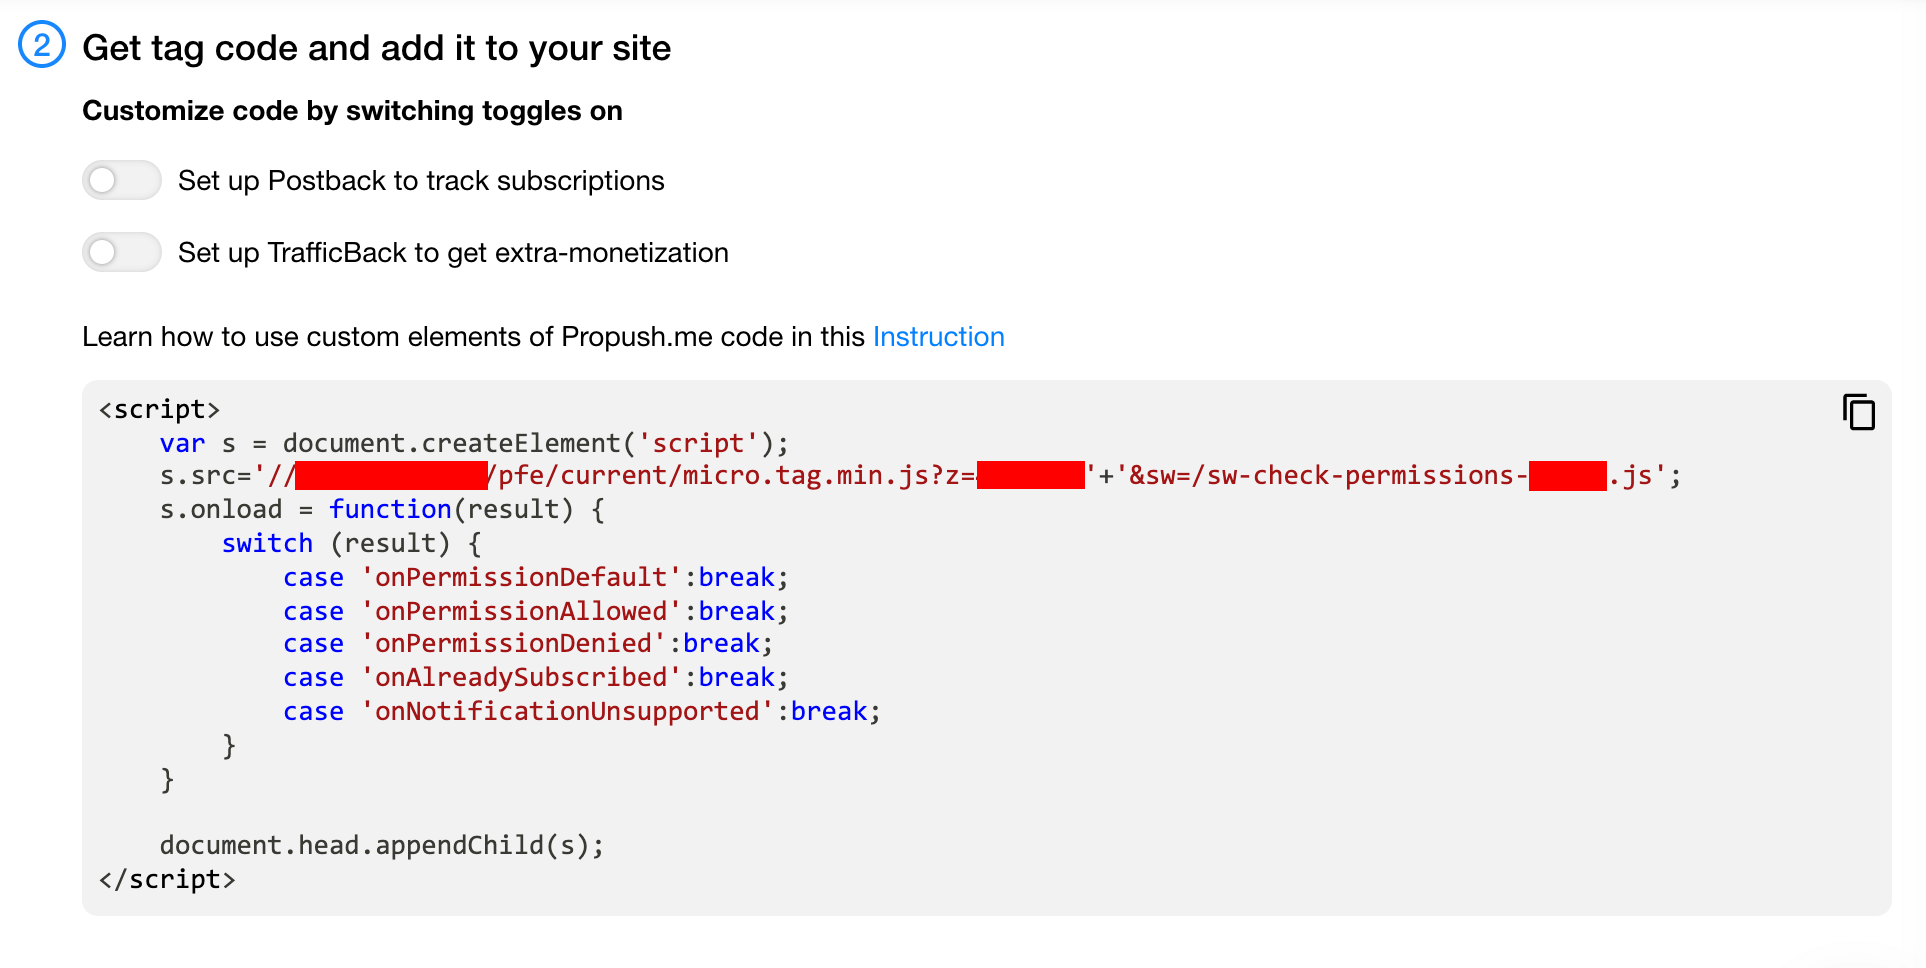 2 Get tag code and add it to your site
Customize code by switching toggles on
Set up Postback to track subscriptions
Set up TrafficBack to get extra-monetization
Learn how to use custom elements of Propush.me code in this Instruction
<script>
    var s = document.createElement('script');
    s.src='///pfe/current/micro.tag.min.js?z='+'&sw=/sw-check-permissions-.js';
    s.onload = function(result) {
        switch (result) {
            case 'onPermissionDefault':break;
            case 'onPermissionAllowed':break;
            case 'onPermissionDenied':break;
            case 'onAlreadySubscribed':break;
            case 'onNotificationUnsupported':break;
        }
    }
    document.head.appendChild(s);
</script>